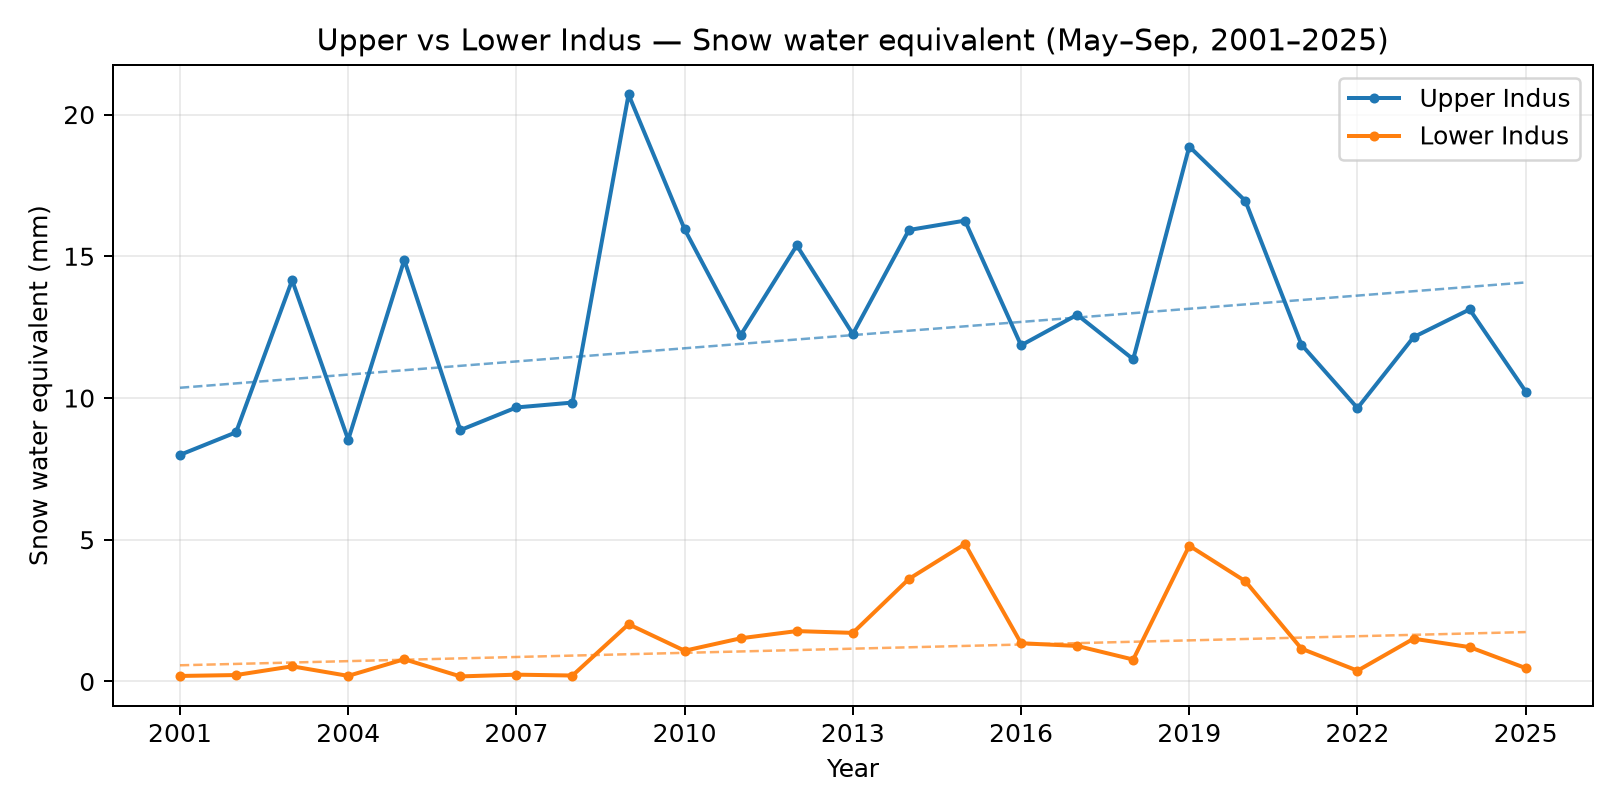 Upper vs Lower Indus — Snow water equivalent (May–Sep, 2001–2025)
Upper Indus
Lower Indus
Snow water equivalent (mm)
20
15
10
5
0
2001 2004 2007 2010 2013 2016 2019 2022 2025
Year